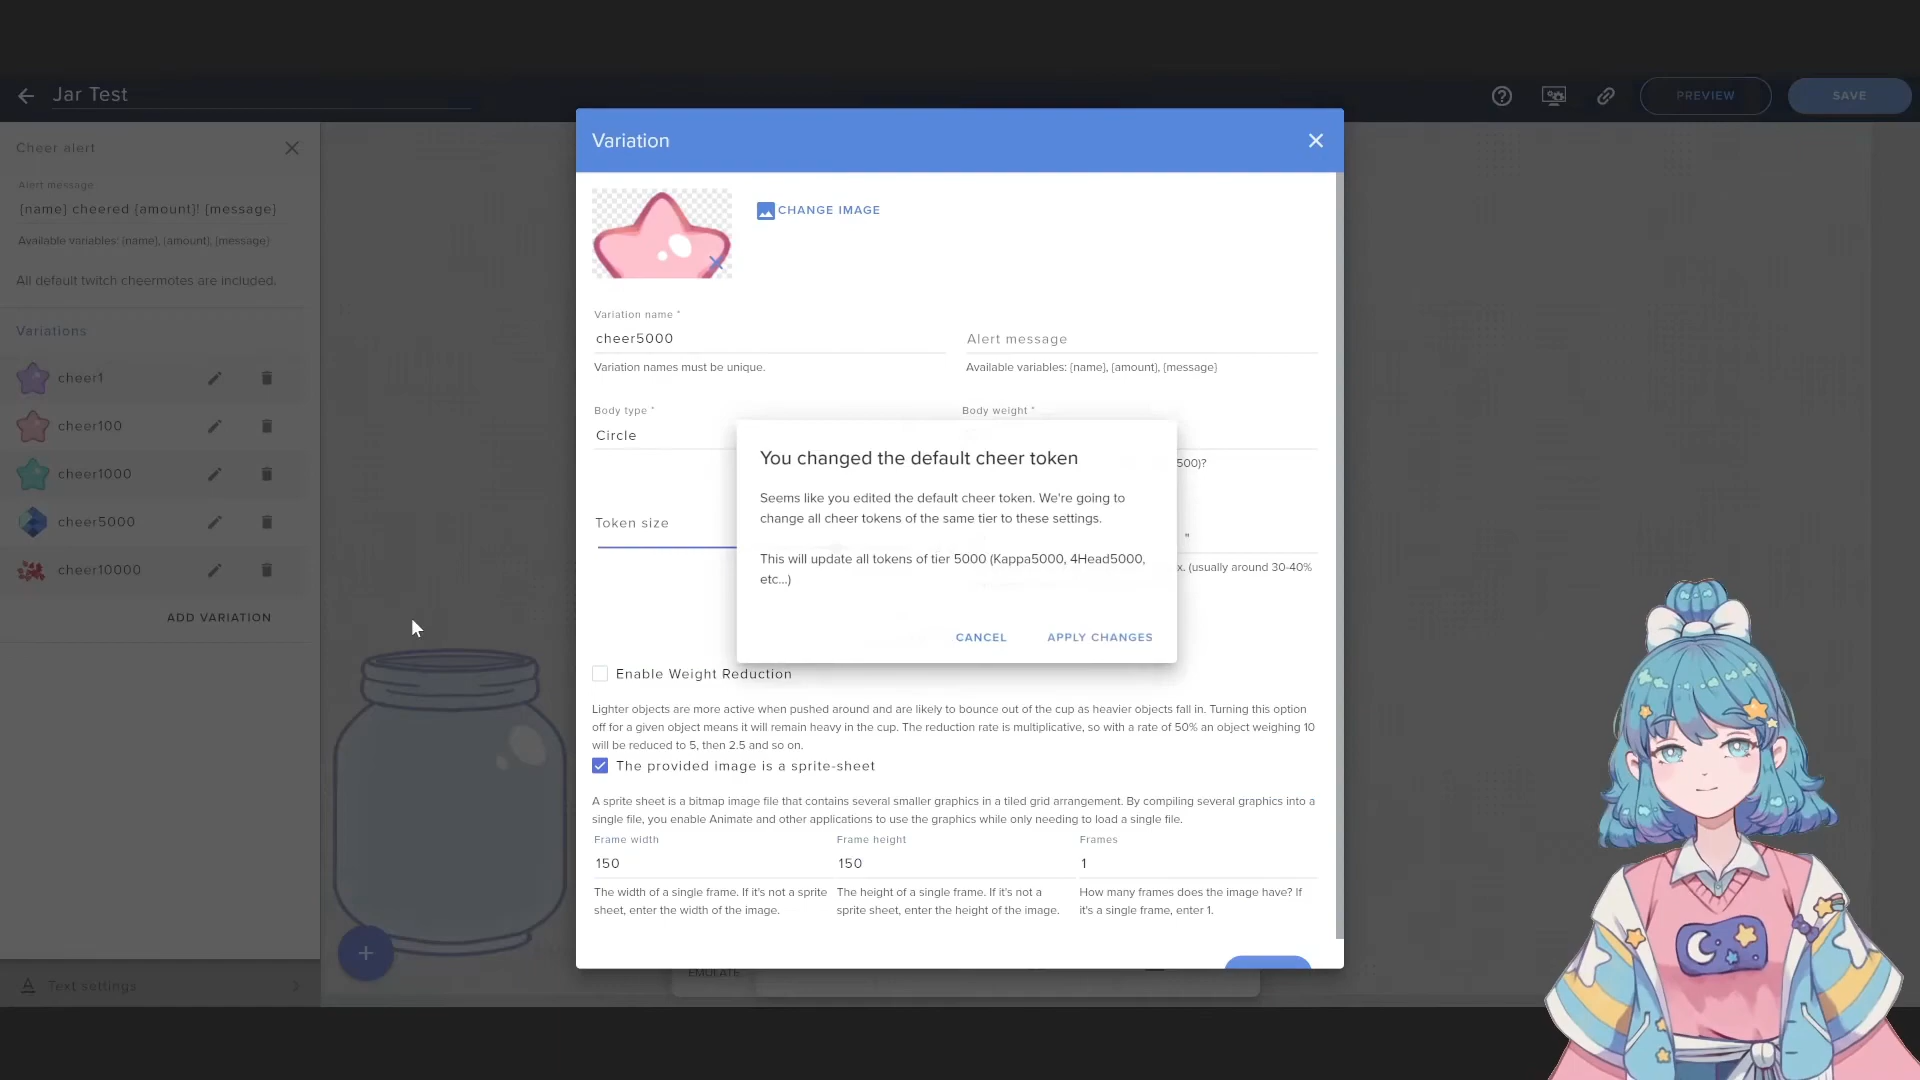 Jar Test
PREVIEW
SAVE
Cheer alert
Alert message
{name} cheered {amount}! {message}
Available variables: {name}, {amount}, {message}
All default twitch cheermotes are included.
Variations
cheer1
cheer100
cheer1000
cheer5000
cheer10000
ADD VARIATION
Text settings
Variation
CHANGE IMAGE
Variation name *
cheer5000
Variation names must be unique.
Alert message
Available variables: {name}, {amount}, {message}
Body type *
Circle
Body weight *
500)?
Token size
"
x. (usually around 30-40%
You changed the default cheer token
Seems like you edited the default cheer token. We're going to
change all cheer tokens of the same tier to these settings.
This will update all tokens of tier 5000 (Kappa5000, 4Head5000,
etc...)
CANCEL
APPLY CHANGES
Enable Weight Reduction
Lighter objects are more active when pushed around and are likely to bounce out of the cup as heavier objects fall in. Turning this option
off for a given object means it will remain heavy in the cup. The reduction rate is multiplicative, so with a rate of 50% an object weighing 10
will be reduced to 5, then 2.5 and so on.
The provided image is a sprite-sheet
A sprite sheet is a bitmap image file that contains several smaller graphics in a tiled grid arrangement. By compiling several graphics into a
single file, you enable Animate and other applications to use the graphics while only needing to load a single file.
Frame width
150
The width of a single frame. If it's not a sprite
sheet, enter the width of the image.
Frame height
150
The height of a single frame. If it's not a
sprite sheet, enter the height of the image.
Frames
1
How many frames does the image have? If
it's a single frame, enter 1.
EMULATE